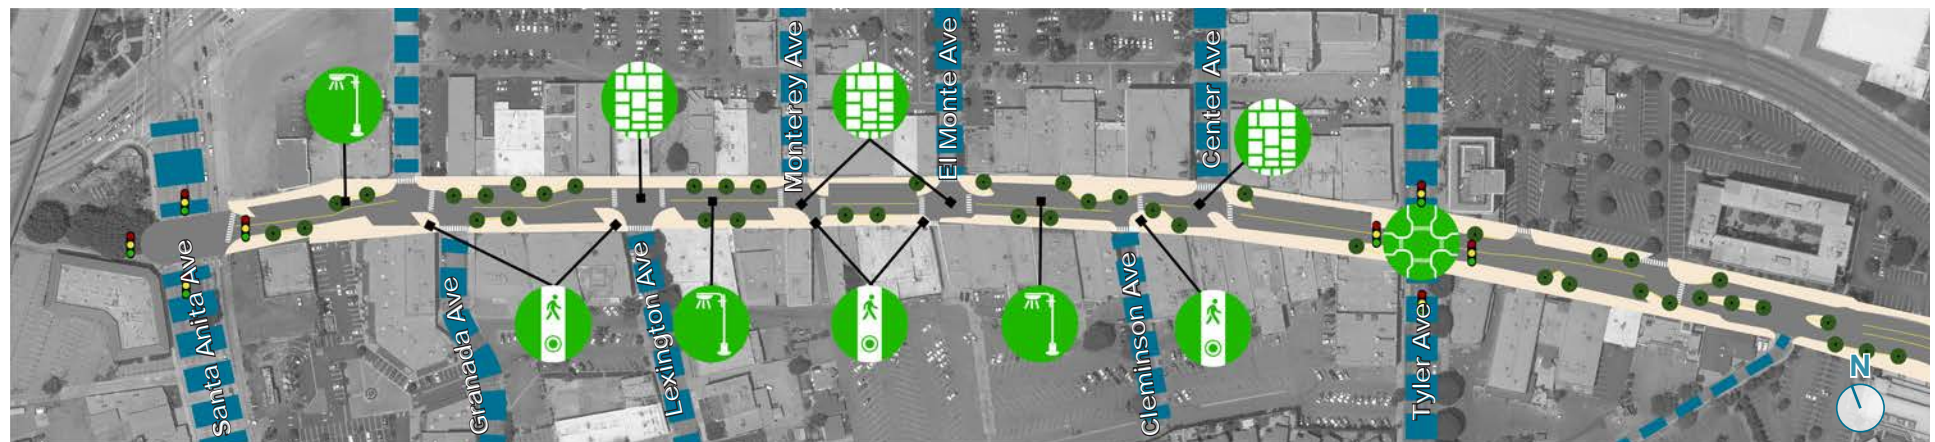 Santa Anita Ave
Granada Ave
Lexington Ave
Monterey Ave
El Monte Ave
Cleminson Ave
Center Ave
Tyler Ave
N